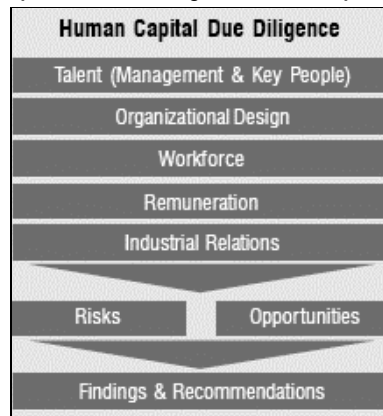 Human Capital Due Diligence
Talent (Management & Key People)
Organizational Design
Workforce
Remuneration
Industrial Relations
Risks
Opportunities
Findings & Recommendations